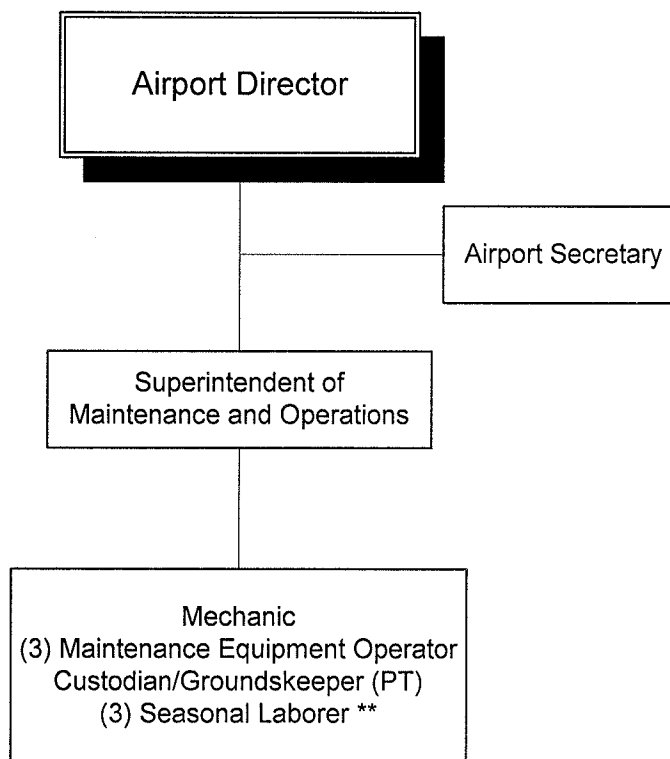 Airport Director
Airport Secretary
Superintendent of
Maintenance and Operations
Mechanic
(3) Maintenance Equipment Operator
Custodian/Groundskeeper (PT)
(3) Seasonal Laborer **